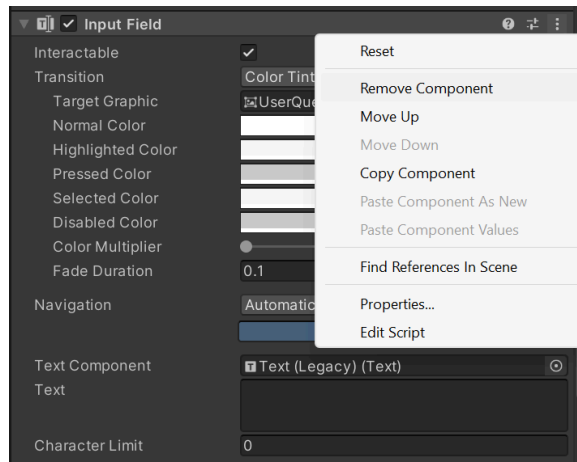 Input Field
Interactable
Transition Color Tint
Target Graphic UserQue
Normal Color
Highlighted Color
Pressed Color
Selected Color
Disabled Color
Color Multiplier
Fade Duration 0.1
Navigation Automatic
Text Component Text (Legacy) (Text)
Text
Character Limit 0
Reset
Remove Component
Move Up
Move Down
Copy Component
Paste Component As New
Paste Component Values
Find References In Scene
Properties...
Edit Script